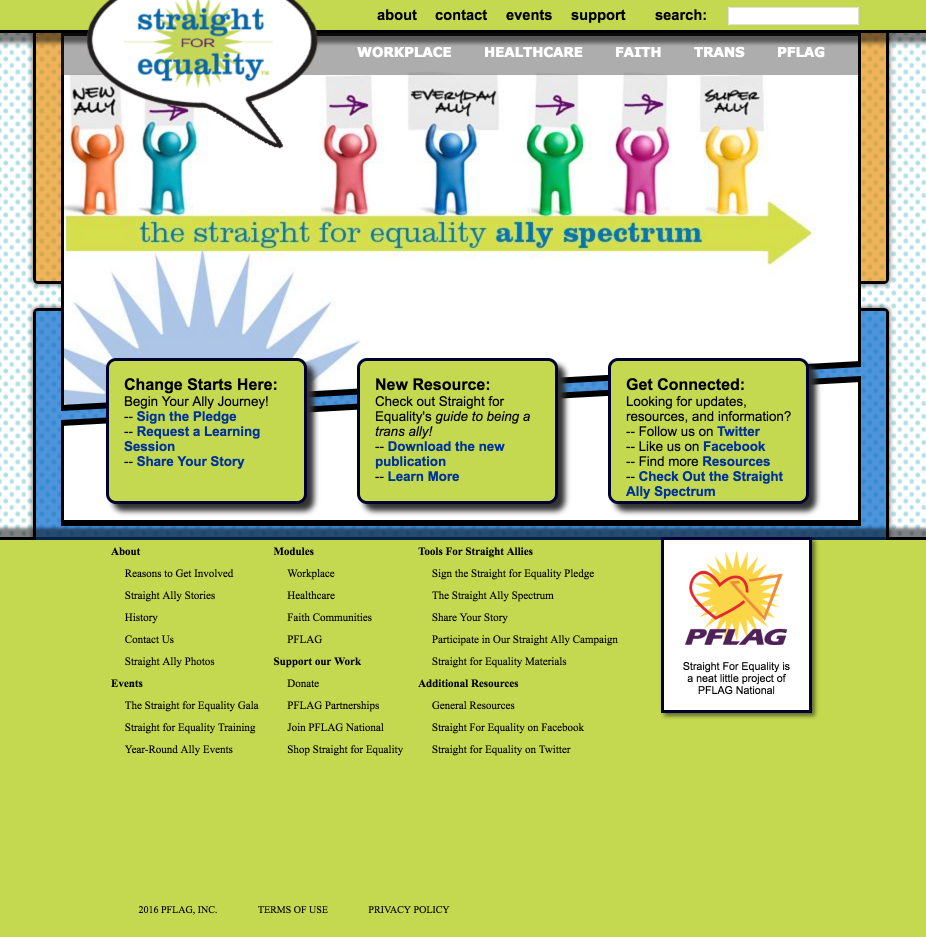 about contact events support search:
straight
FOR
equality™
WORKPLACE HEALTHCARE FAITH TRANS PFLAG
NEW
ALLY
EVERYDAY
ALLY
SUPER
ALLY
the straight for equality ally spectrum
Change Starts Here:
Begin Your Ally Journey!
-- Sign the Pledge
-- Request a Learning
Session
-- Share Your Story
New Resource:
Check out Straight for
Equality's guide to being a
trans ally!
-- Download the new
publication
-- Learn More
Get Connected:
Looking for updates,
resources, and information?
-- Follow us on Twitter
-- Like us on Facebook
-- Find more Resources
-- Check Out the Straight
Ally Spectrum
About
Reasons to Get Involved
Straight Ally Stories
History
Contact Us
Straight Ally Photos
Events
The Straight for Equality Gala
Straight for Equality Training
Year-Round Ally Events
Modules
Workplace
Healthcare
Faith Communities
PFLAG
Support our Work
Donate
PFLAG Partnerships
Join PFLAG National
Shop Straight for Equality
Tools For Straight Allies
Sign the Straight for Equality Pledge
The Straight Ally Spectrum
Share Your Story
Participate in Our Straight Ally Campaign
Straight for Equality Materials
Additional Resources
General Resources
Straight For Equality on Facebook
Straight for Equality on Twitter
PFLAG
Straight For Equality is
a neat little project of
PFLAG National
2016 PFLAG, INC. TERMS OF USE PRIVACY POLICY